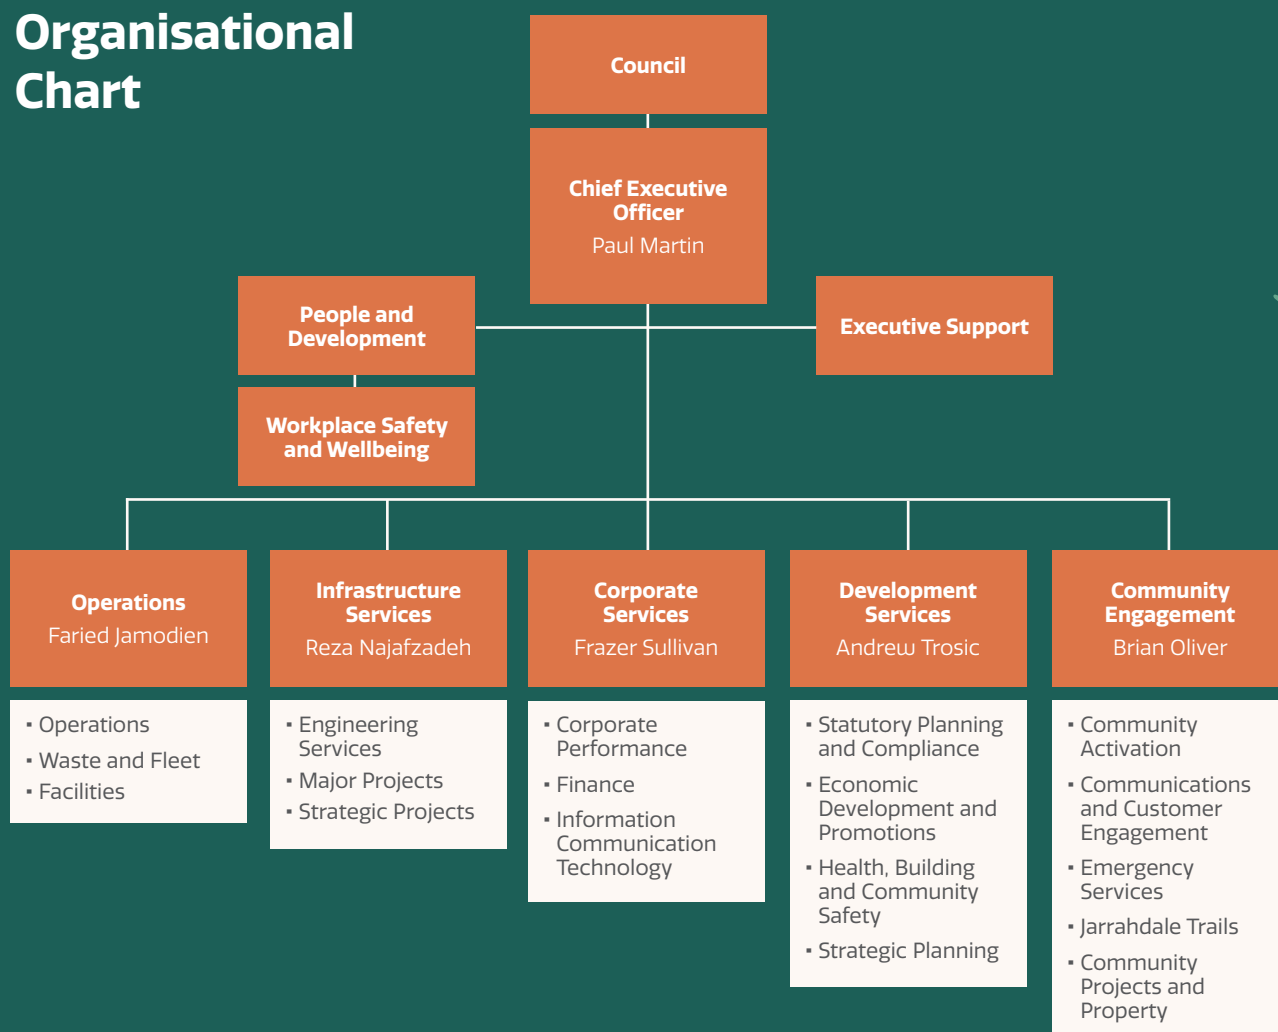 Organisational
Chart
Council
Chief Executive
Officer
Paul Martin
People and
Development
Executive Support
Workplace Safety
and Wellbeing
Operations
Faried Jamodien
Infrastructure
Services
Reza Najafzadeh
Corporate
Services
Frazer Sullivan
Development
Services
Andrew Trosic
Community
Engagement
Brian Oliver
▪ Operations
▪ Waste and Fleet
▪ Facilities
▪ Engineering
Services
▪ Major Projects
▪ Strategic Projects
▪ Corporate
Performance
▪ Finance
▪ Information
Communication
Technology
▪ Statutory Planning
and Compliance
▪ Economic
Development and
Promotions
▪ Health, Building
and Community
Safety
▪ Strategic Planning
▪ Community
Activation
▪ Communications
and Customer
Engagement
▪ Emergency
Services
▪ Jarrahdale Trails
▪ Community
Projects and
Property